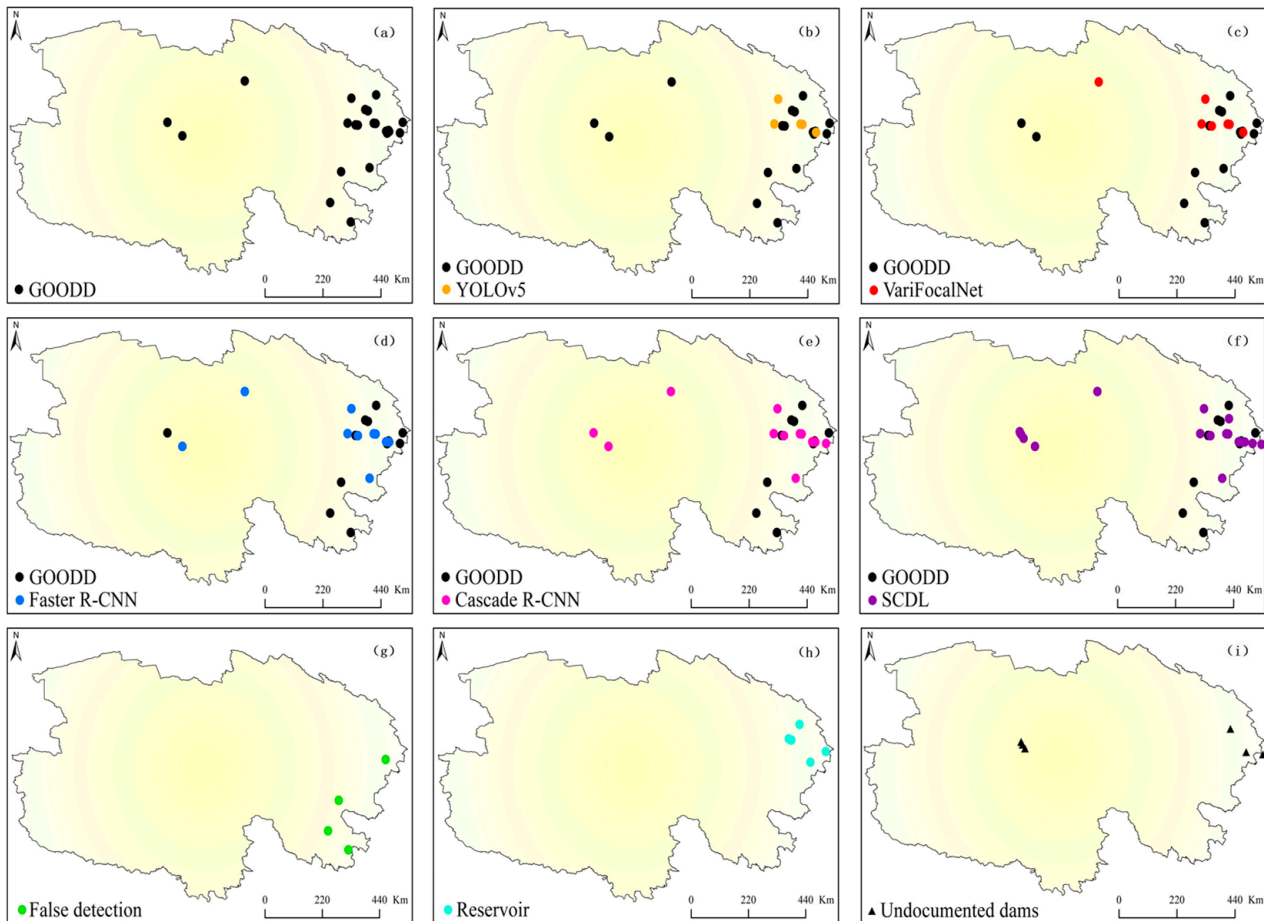 N
(a)
GOODD
0 220 440 Km
N
(b)
GOODD
YOLOv5
0 220 440 Km
N
(c)
GOODD
VariFocalNet
0 220 440 Km
N
(d)
GOODD
Faster R-CNN
0 220 440 Km
N
(e)
GOODD
Cascade R-CNN
0 220 440 Km
N
(f)
GOODD
SCDL
0 220 440 Km
N
(g)
False detection
0 220 440 Km
N
(h)
Reservoir
0 220 440 Km
N
(i)
Undocumented dams
0 220 440 Km